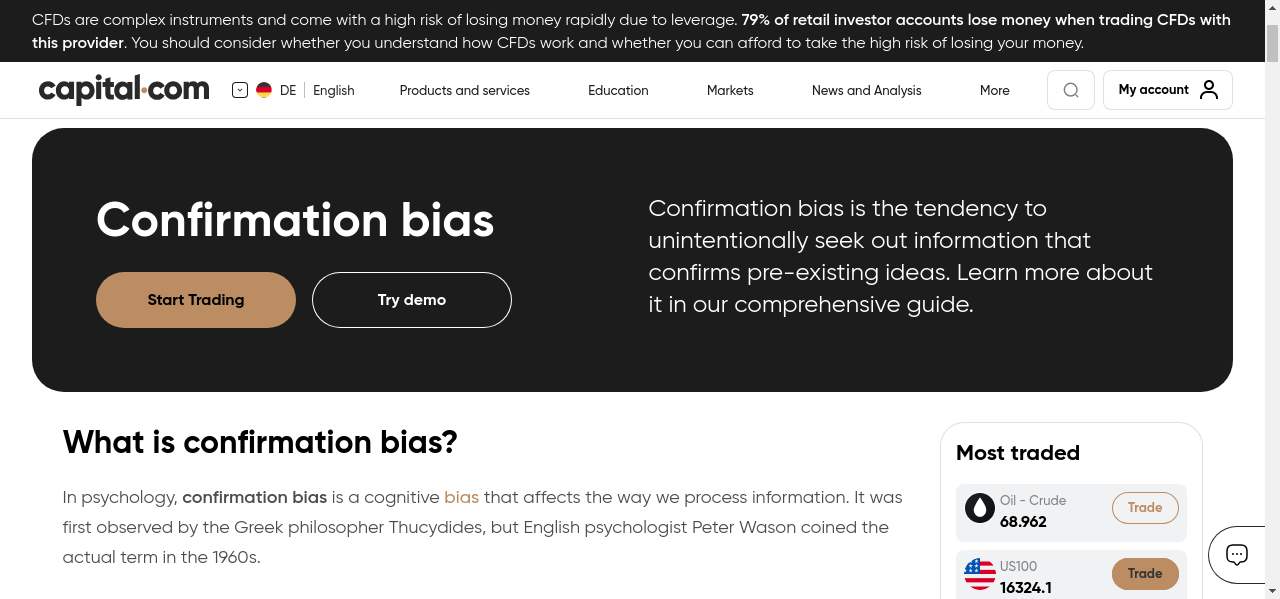 CFDs are complex instruments and come with a high risk of losing money rapidly due to leverage. 79% of retail investor accounts lose money when trading CFDs with
this provider. You should consider whether you understand how CFDs work and whether you can afford to take the high risk of losing your money.
capital.com
DE | English
Products and services
Education
Markets
News and Analysis
More
My account
Confirmation bias
Start Trading
Try demo
Confirmation bias is the tendency to
unintentionally seek out information that
confirms pre-existing ideas. Learn more about
it in our comprehensive guide.
What is confirmation bias?
In psychology, confirmation bias is a cognitive bias that affects the way we process information. It was
first observed by the Greek philosopher Thucydides, but English psychologist Peter Wason coined the
actual term in the 1960s.
Most traded
Oil - Crude
68.962
Trade
US100
16324.1
Trade